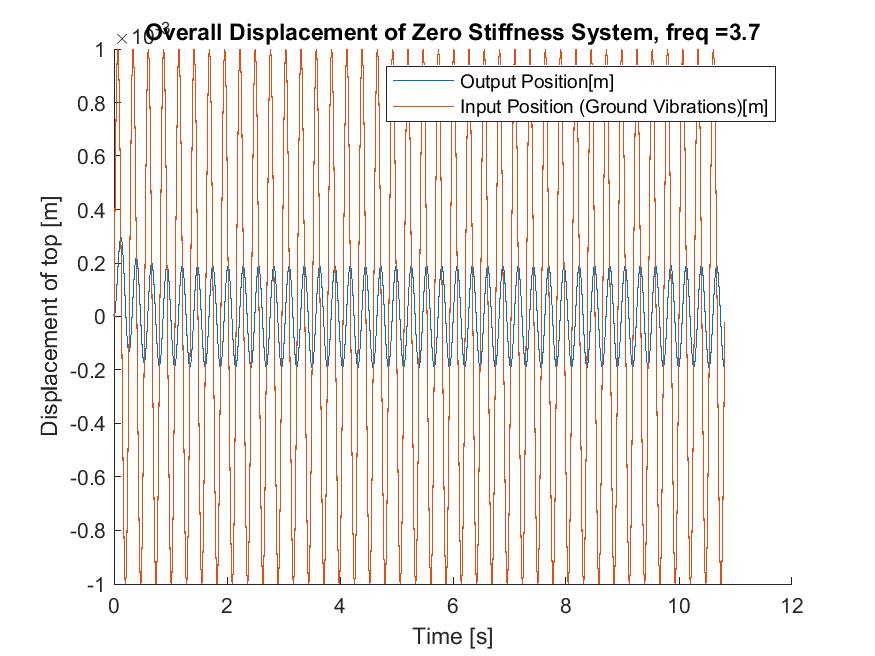 ×10⁻³
Overall Displacement of Zero Stiffness System, freq =3.7
Output Position[m]
Input Position (Ground Vibrations)[m]
1
0.8
0.6
0.4
0.2
0
-0.2
-0.4
-0.6
-0.8
-1
Displacement of top [m]
0 2 4 6 8 10 12
Time [s]